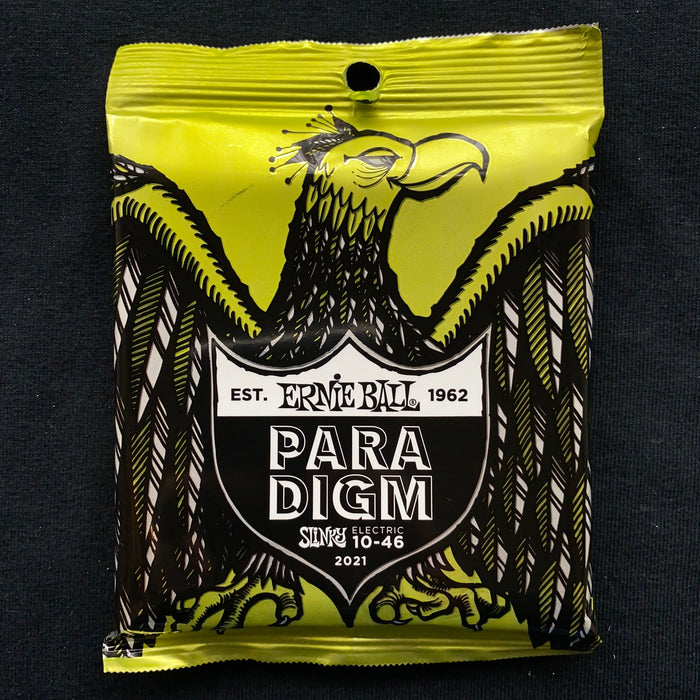 EST. ERNIE BALL® 1962
PARA
DIGM
SLINKY ELECTRIC 10-46
2021